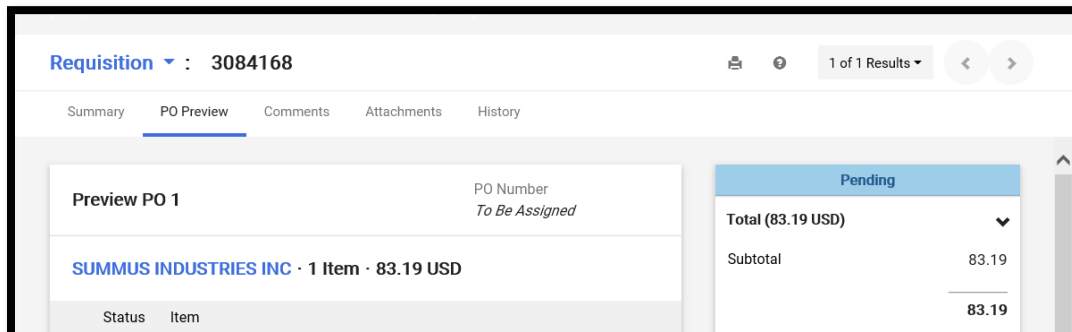 Requisition : 3084168
1 of 1 Results
Summary PO Preview Comments Attachments History
Preview PO 1
PO Number
To Be Assigned
SUMMUS INDUSTRIES INC · 1 Item · 83.19 USD
Status Item
Pending
Total (83.19 USD)
Subtotal 83.19
83.19